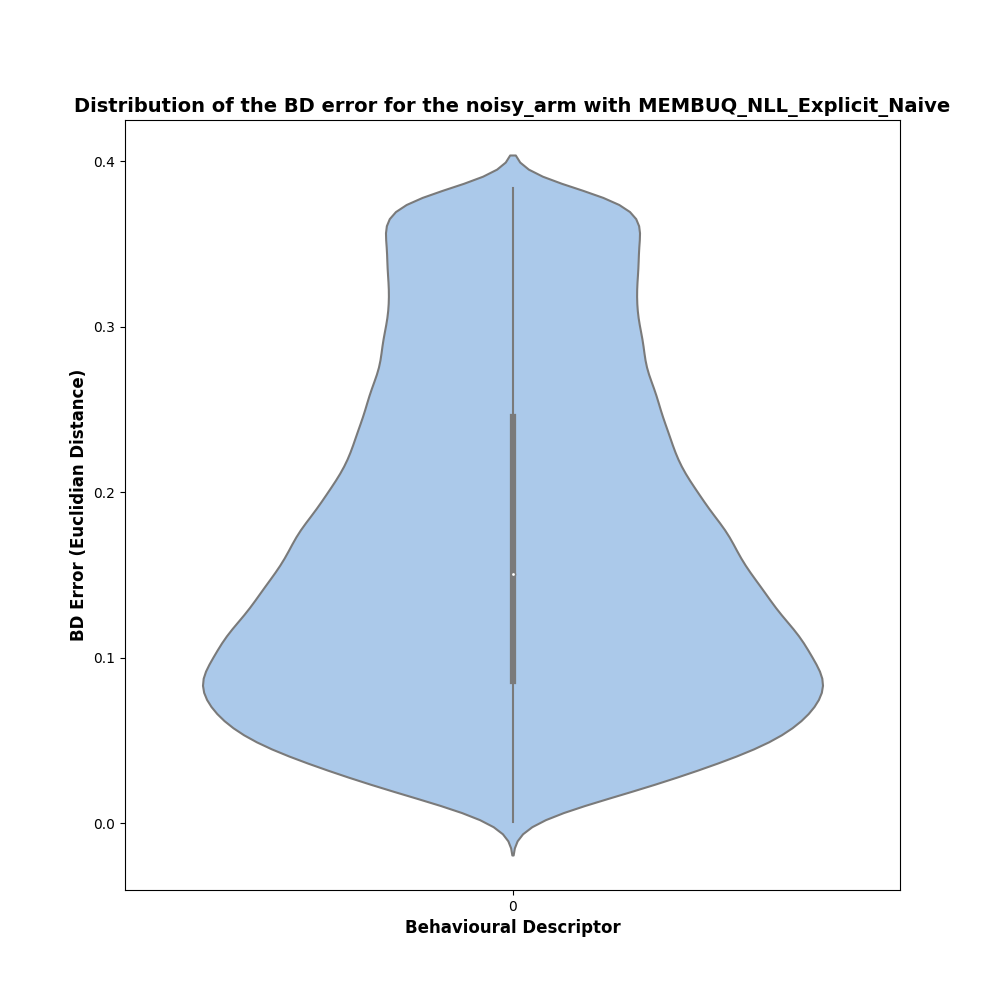 Distribution of the BD error for the noisy_arm with MEMBUQ_NLL_Explicit_Naive
0.4
0.3
0.2
0.1
0.0
BD Error (Euclidian Distance)
0
Behavioural Descriptor